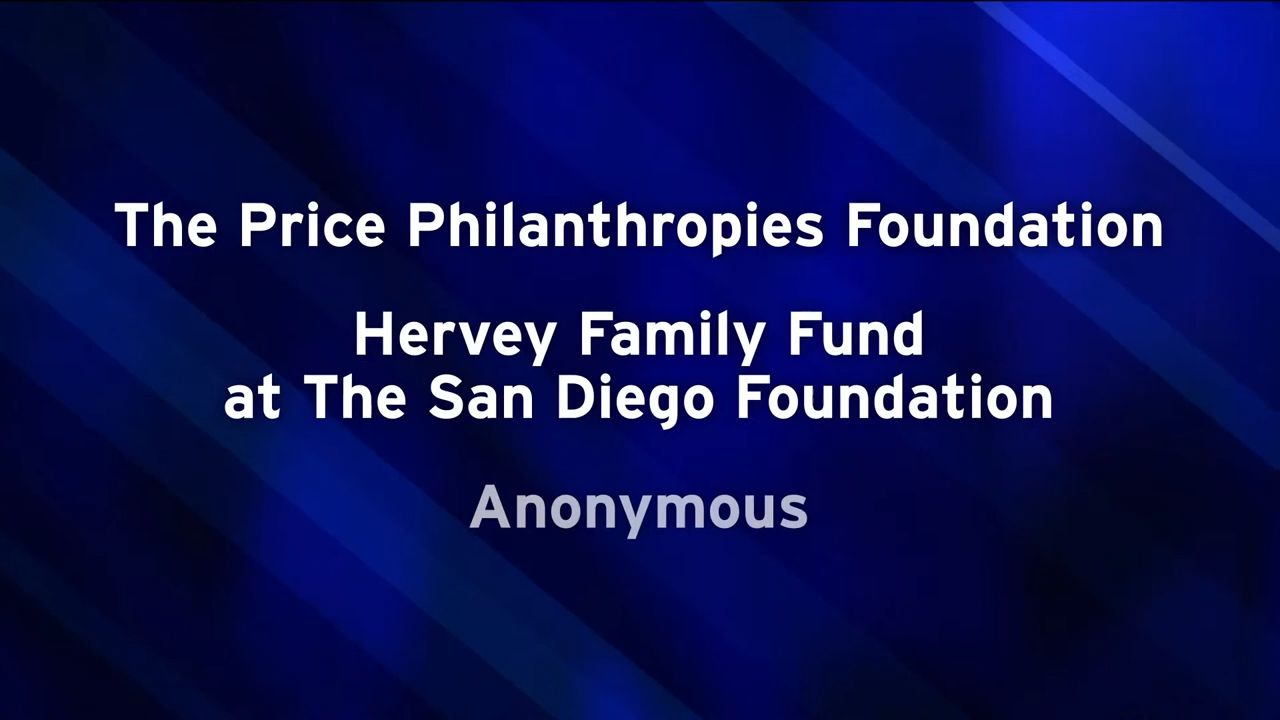 The Price Philanthropies Foundation
Hervey Family Fund
at The San Diego Foundation
Anonymous